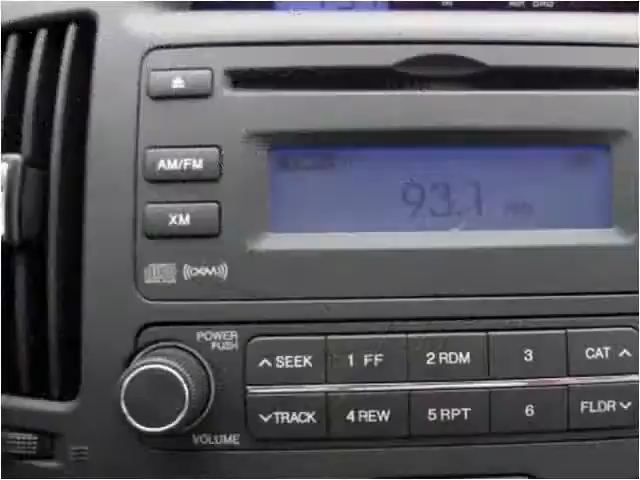 AM/FM
93.1 MHz
XM
((XM))
POWER
PUSH
∧ SEEK 1 FF 2 RDM 3 CAT ∧
∨TRACK 4 REW 5 RPT 6 FLDR ∨
VOLUME